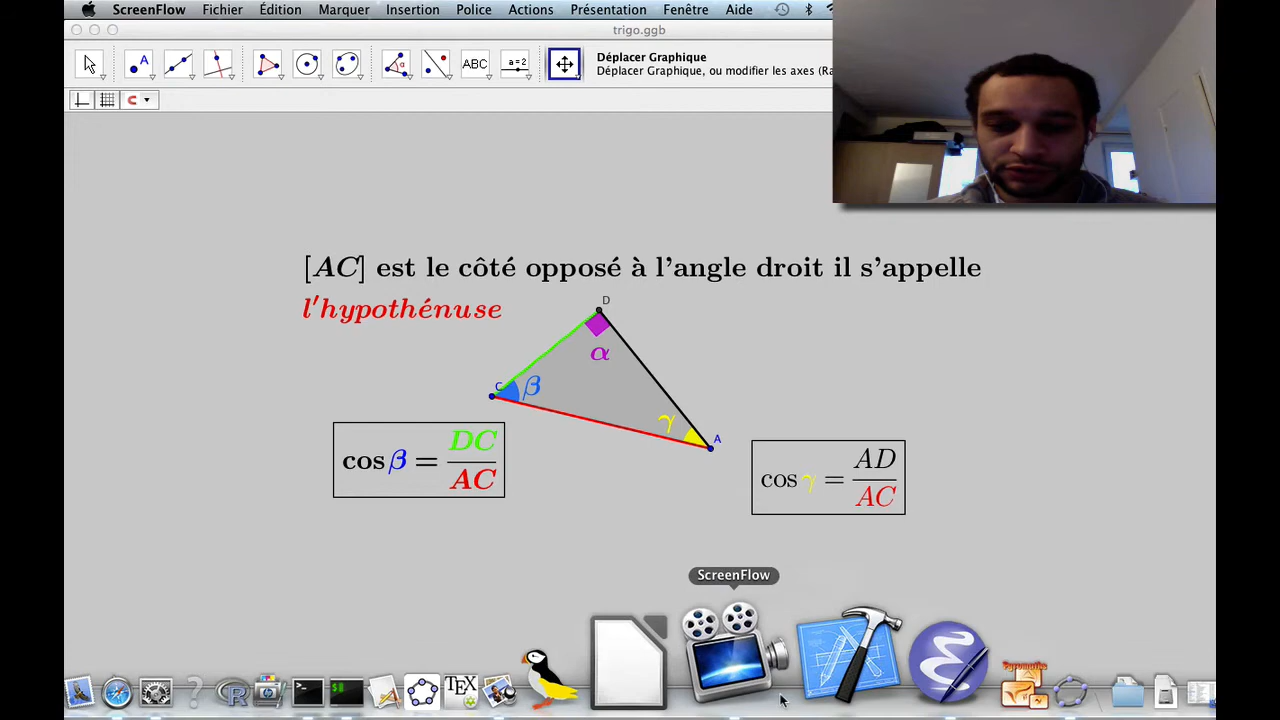 ScreenFlow Fichier Édition Marquer Insertion Police Actions Présentation Fenêtre Aide
trigo.ggb
A ABC a=2 Déplacer Graphique
α Déplacer Graphique, ou modifier les axes (Ra
[AC] est le côté opposé à l'angle droit il s'appelle
l'hypothénuse
D
α
C β
γ A
cos β = DC/AC
cos γ = AD/AC
ScreenFlow
R TEX